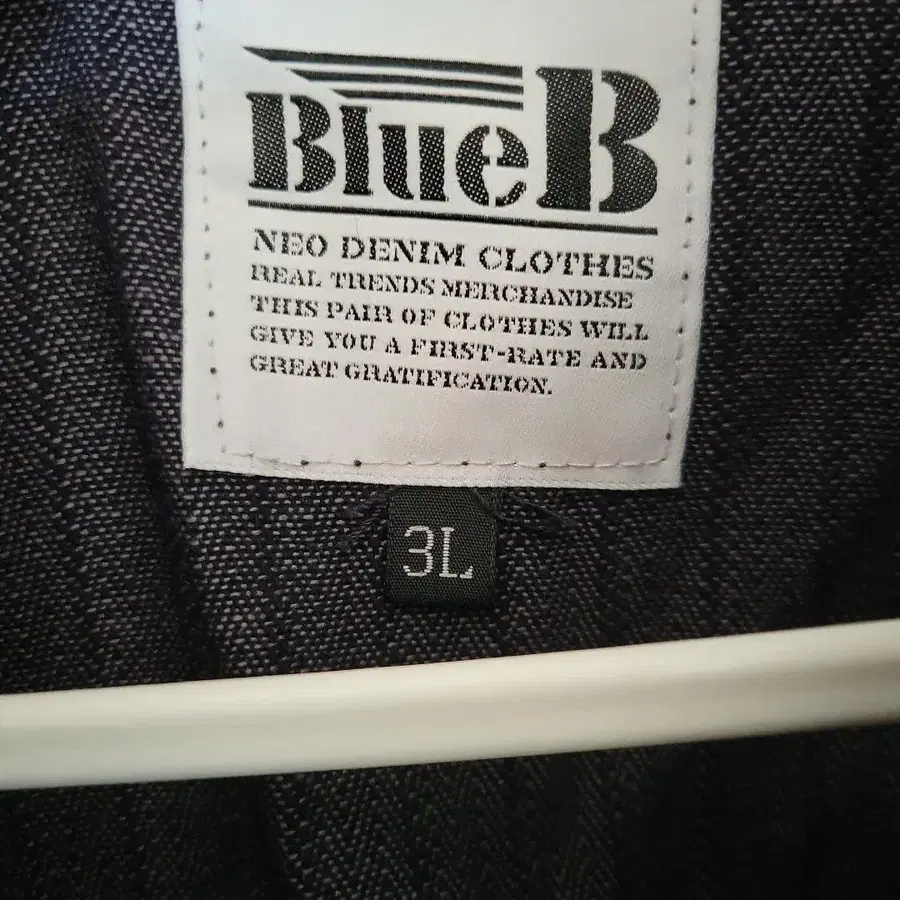 BlueB
NEO DENIM CLOTHES
REAL TRENDS MERCHANDISE
THIS PAIR OF CLOTHES WILL
GIVE YOU A FIRST-RATE AND
GREAT GRATIFICATION.
3L